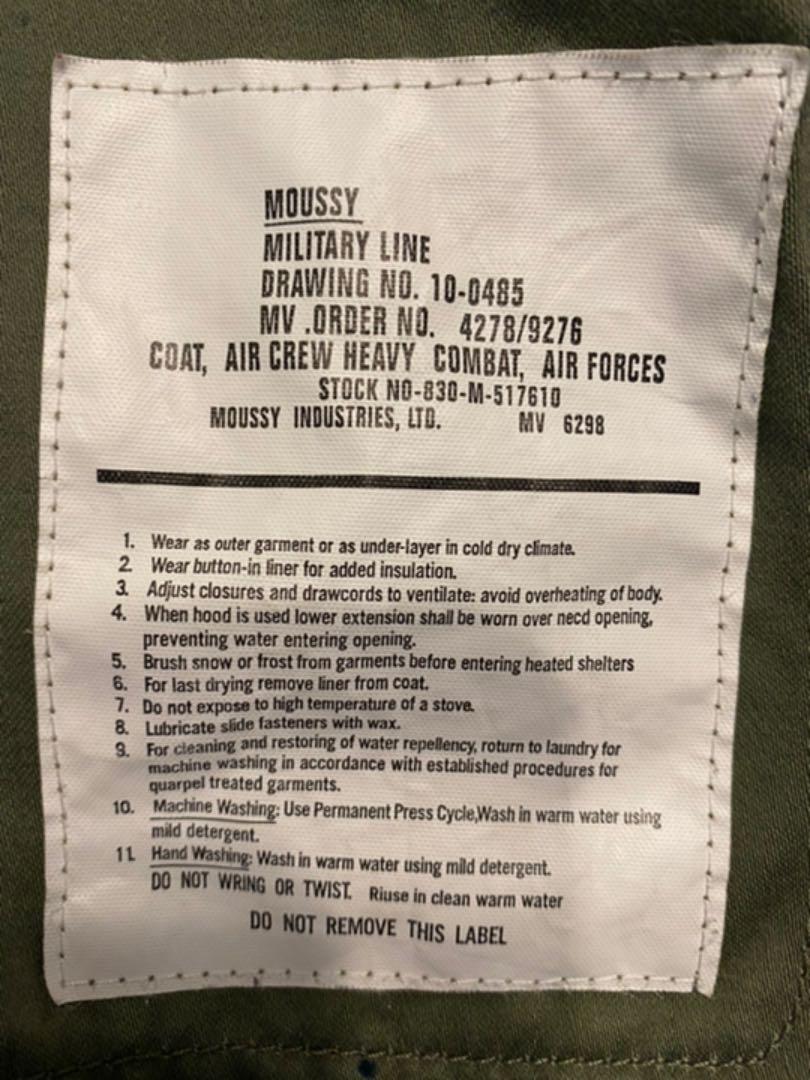 MOUSSY
MILITARY LINE
DRAWING NO. 10-0485
MV .ORDER NO. 4278/9276
COAT, AIR CREW HEAVY COMBAT, AIR FORCES
STOCK NO-830-M-517610
MOUSSY INDUSTRIES, LTD. MV 6298
1. Wear as outer garment or as under-layer in cold dry climate.
2. Wear button-in liner for added insulation.
3. Adjust closures and drawcords to ventilate: avoid overheating of body.
4. When hood is used lower extension shall be worn over necd opening,
preventing water entering opening.
5. Brush snow or frost from garments before entering heated shelters
6. For last drying remove liner from coat.
7. Do not expose to high temperature of a stove.
8. Lubricate slide fasteners with wax.
9. For cleaning and restoring of water repellency, roturn to laundry for
machine washing in accordance with established procedures for
quarpel treated garments.
10. Machine Washing: Use Permanent Press Cycle,Wash in warm water using
mild detergent.
11. Hand Washing: Wash in warm water using mild detergent.
DO NOT WRING OR TWIST. Riuse in clean warm water
DO NOT REMOVE THIS LABEL